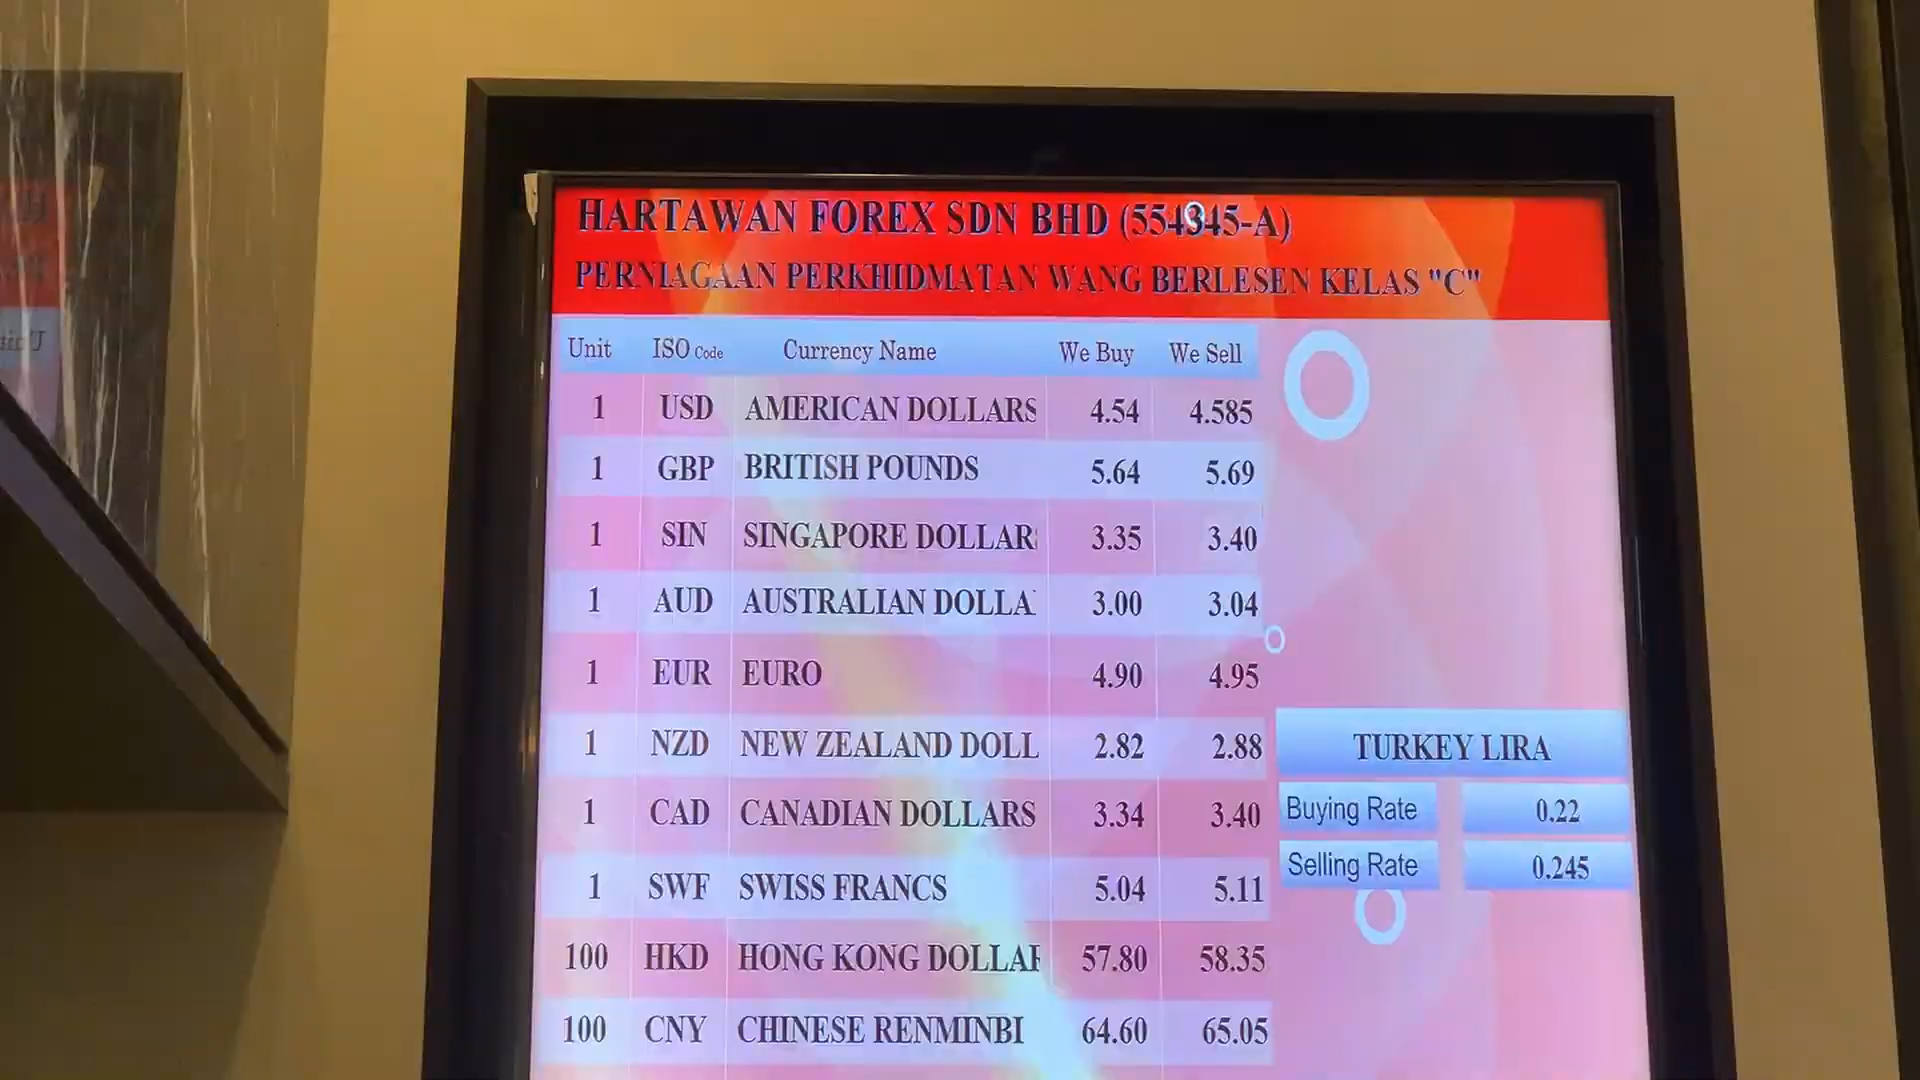 HARTAWAN FOREX SDN BHD (554345-A)
PERNIAGAAN PERKHIDMATAN WANG BERLESEN KELAS "C"
Unit ISO Code Currency Name We Buy We Sell
1 USD AMERICAN DOLLARS 4.54 4.585
1 GBP BRITISH POUNDS 5.64 5.69
1 SIN SINGAPORE DOLLAR 3.35 3.40
1 AUD AUSTRALIAN DOLLA 3.00 3.04
1 EUR EURO 4.90 4.95
1 NZD NEW ZEALAND DOLL 2.82 2.88
1 CAD CANADIAN DOLLARS 3.34 3.40
1 SWF SWISS FRANCS 5.04 5.11
100 HKD HONG KONG DOLLAR 57.80 58.35
100 CNY CHINESE RENMINBI 64.60 65.05
TURKEY LIRA
Buying Rate 0.22
Selling Rate 0.245